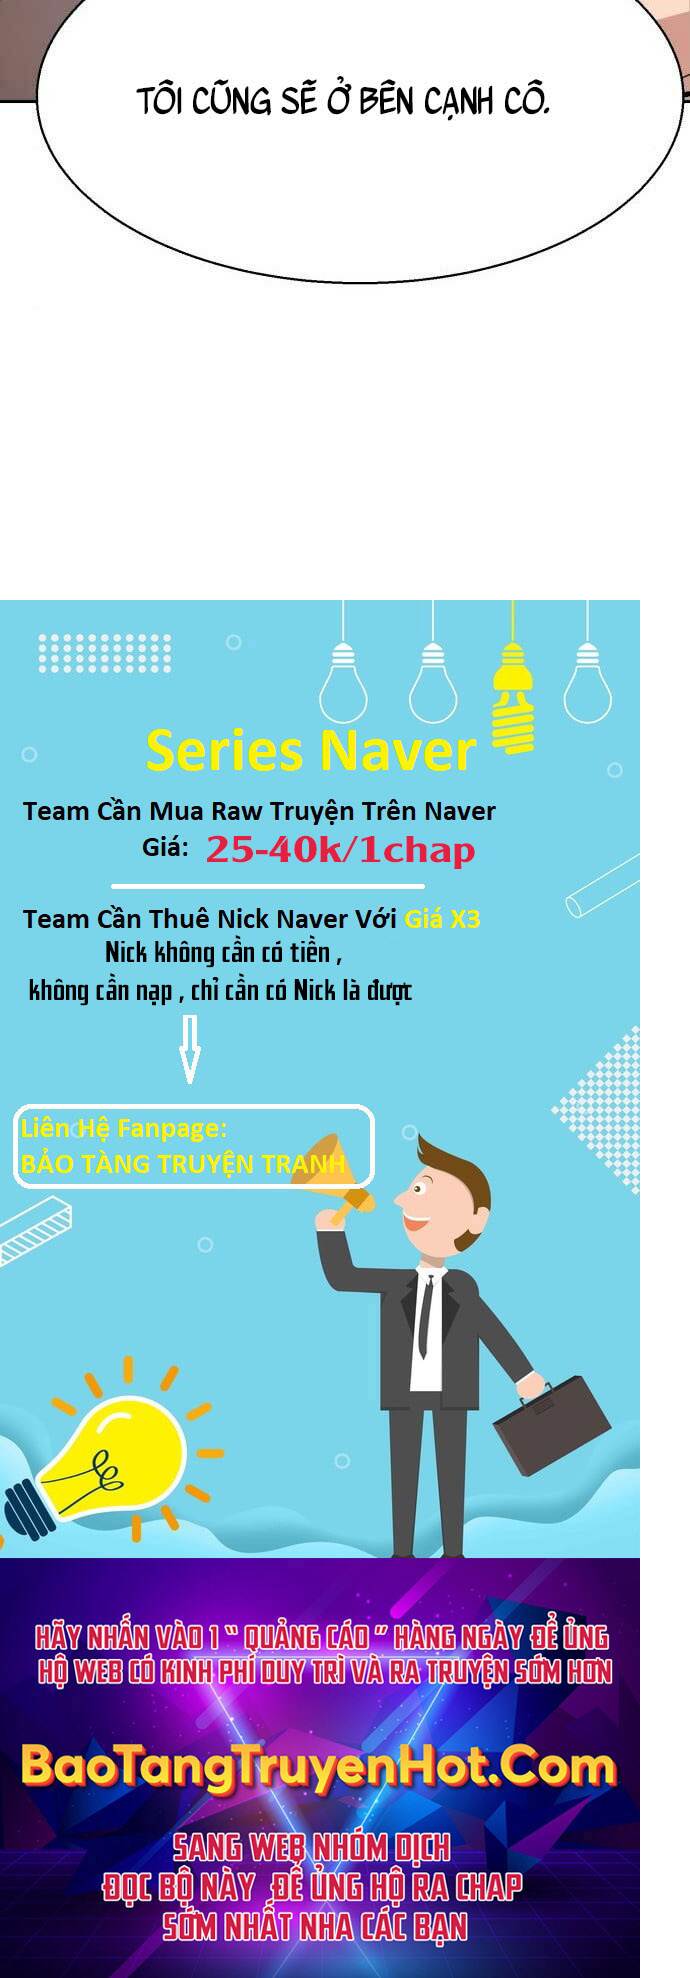 TÔI CŨNG SẼ Ở BÊN CẠNH CÔ.
Series Naver
Team Cần Mua Raw Truyện Trên Naver
Giá: 25-40k/1chap
Team Cần Thuê Nick Naver Với Giá X3
Nick không cần có tiền ,
không cần nạp , chỉ cần có Nick là được
Liên Hệ Fanpage:
BẢO TÀNG TRUYỆN TRANH
HÃY NHẤN VÀO 1 “ QUẢNG CÁO ” HÀNG NGÀY ĐỂ ỦNG
HỘ WEB CÓ KINH PHÍ DUY TRÌ VÀ RA TRUYỆN SỚM HƠN
BaoTangTruyenHot.Com
SANG WEB NHÓM DỊCH
ĐỌC BỘ NÀY ,ĐỂ ỦNG HỘ RA CHAP
SỚM NHẤT NHA CÁC BẠN